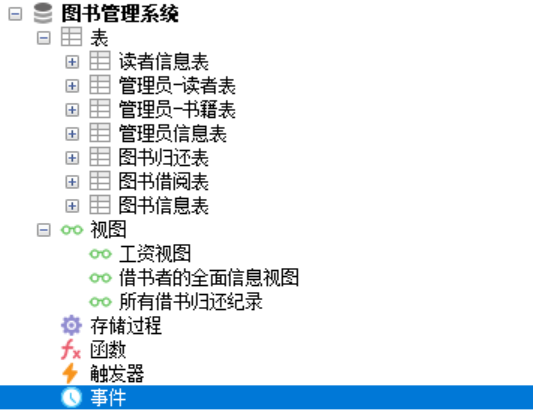 图书管理系统
表
读者信息表
管理员-读者表
管理员-书籍表
管理员信息表
图书归还表
图书借阅表
图书信息表
视图
工资视图
借书者的全面信息视图
所有借书归还纪录
存储过程
fx 函数
触发器
事件